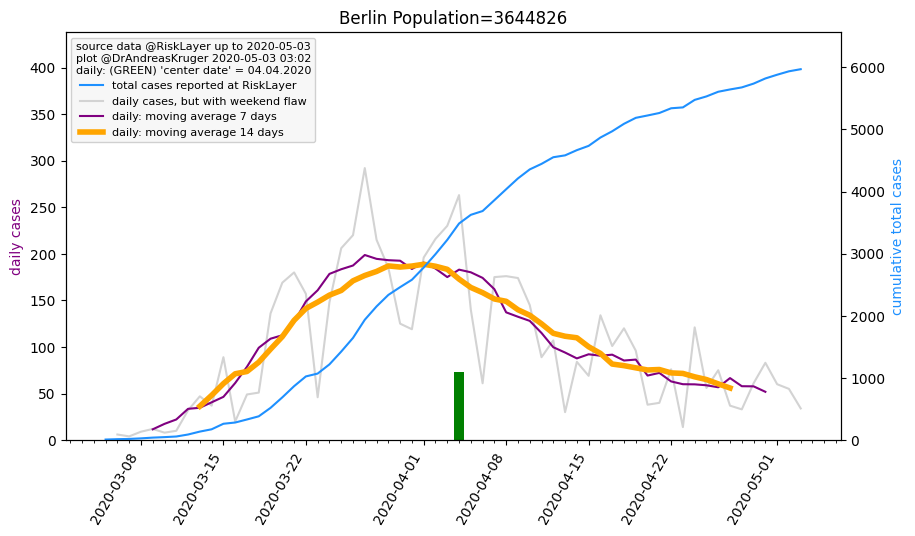 Berlin Population=3644826
source data @RiskLayer up to 2020-05-03
plot @DrAndreasKruger 2020-05-03 03:02
daily: (GREEN) 'center date' = 04.04.2020
total cases reported at RiskLayer
daily cases, but with weekend flaw
daily: moving average 7 days
daily: moving average 14 days
daily cases
400
350
300
250
200
150
100
50
0
6000
5000
4000
3000
2000
1000
0
cumulative total cases
2020-03-08
2020-03-15
2020-03-22
2020-04-01
2020-04-08
2020-04-15
2020-04-22
2020-05-01